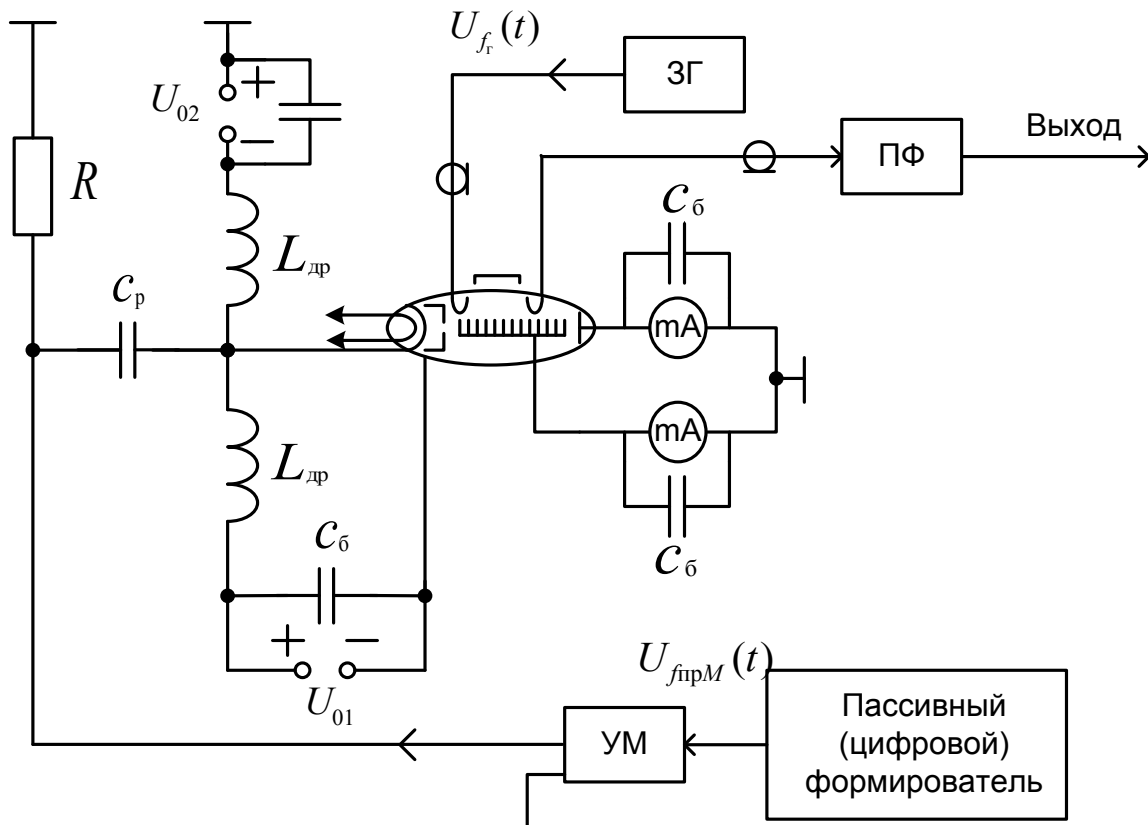 U_{f_г}(t)
ЗГ
+
U_{02}
−
Выход
ПФ
R
c_б
L_{др}
c_р
mA
mA
L_{др}
c_б
c_б
+ −
U_{01}
U_{fпрM}(t)
Пассивный
(цифровой)
формирователь
УМ